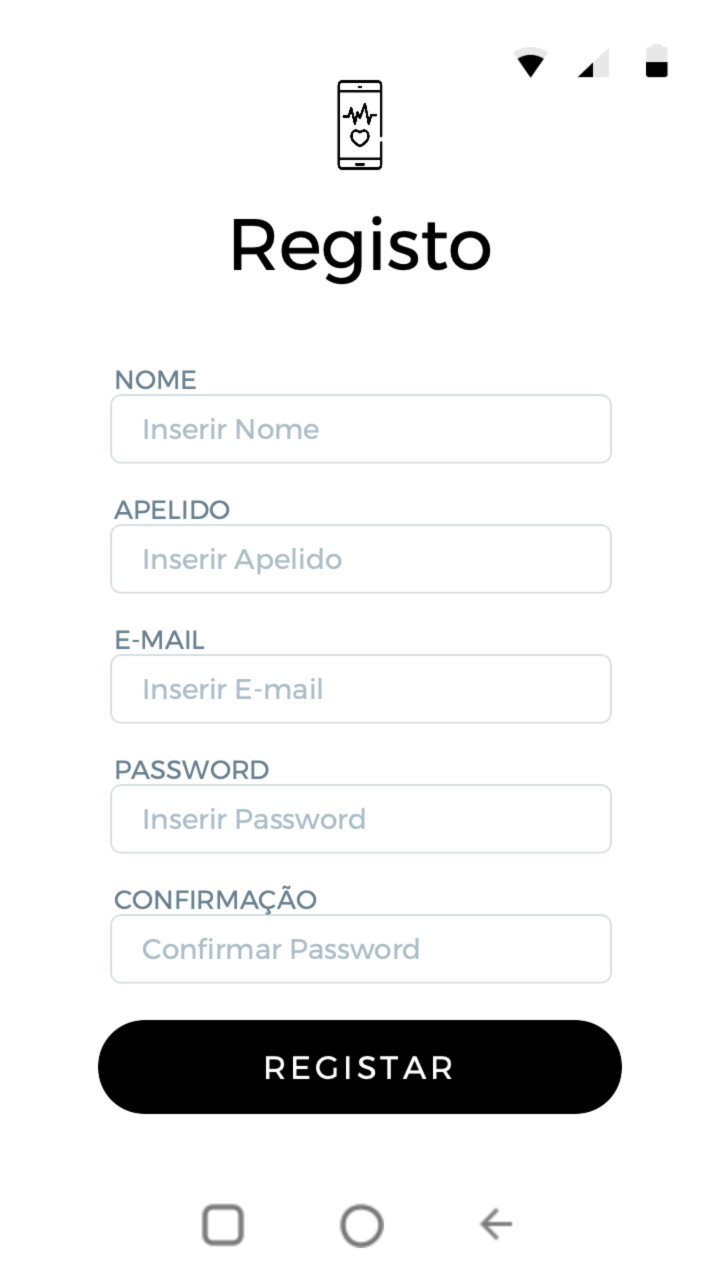 Registo
NOME
Inserir Nome
APELIDO
Inserir Apelido
E-MAIL
Inserir E-mail
PASSWORD
Inserir Password
CONFIRMAÇÃO
Confirmar Password
REGISTAR